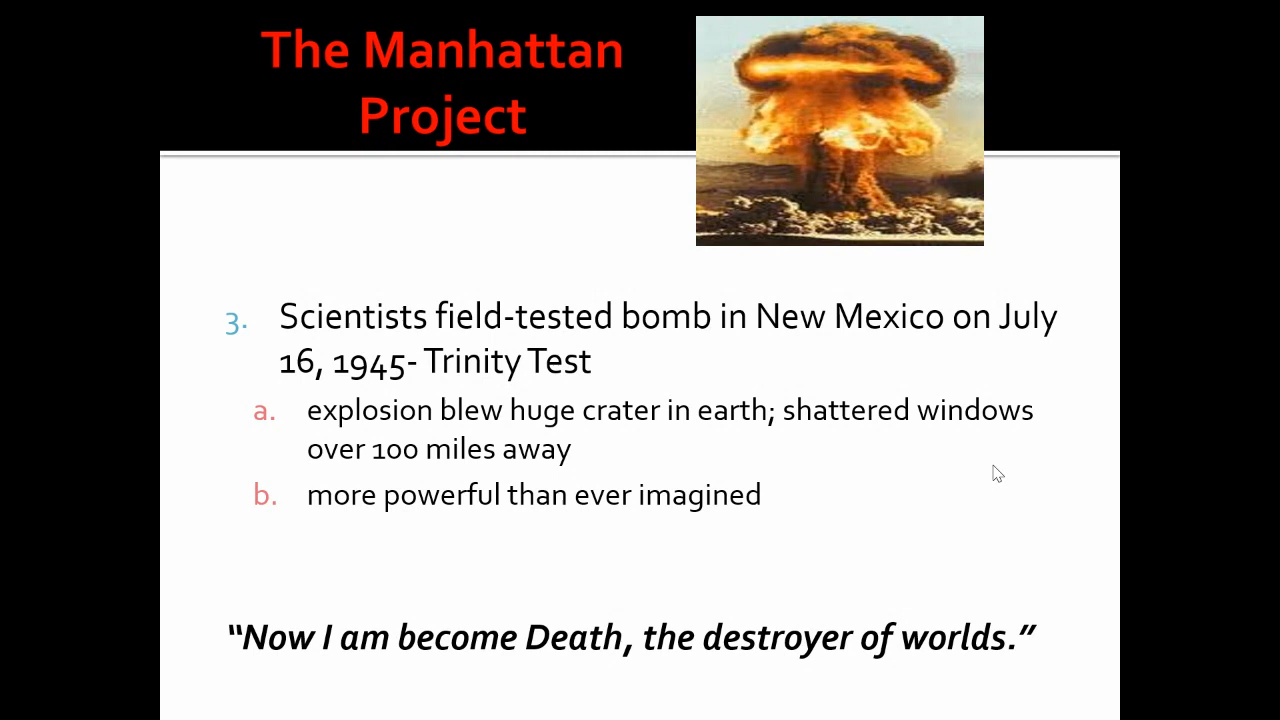 The Manhattan
Project
3. Scientists field-tested bomb in New Mexico on July
16, 1945- Trinity Test
a. explosion blew huge crater in earth; shattered windows
over 100 miles away
b. more powerful than ever imagined
“Now I am become Death, the destroyer of worlds.”